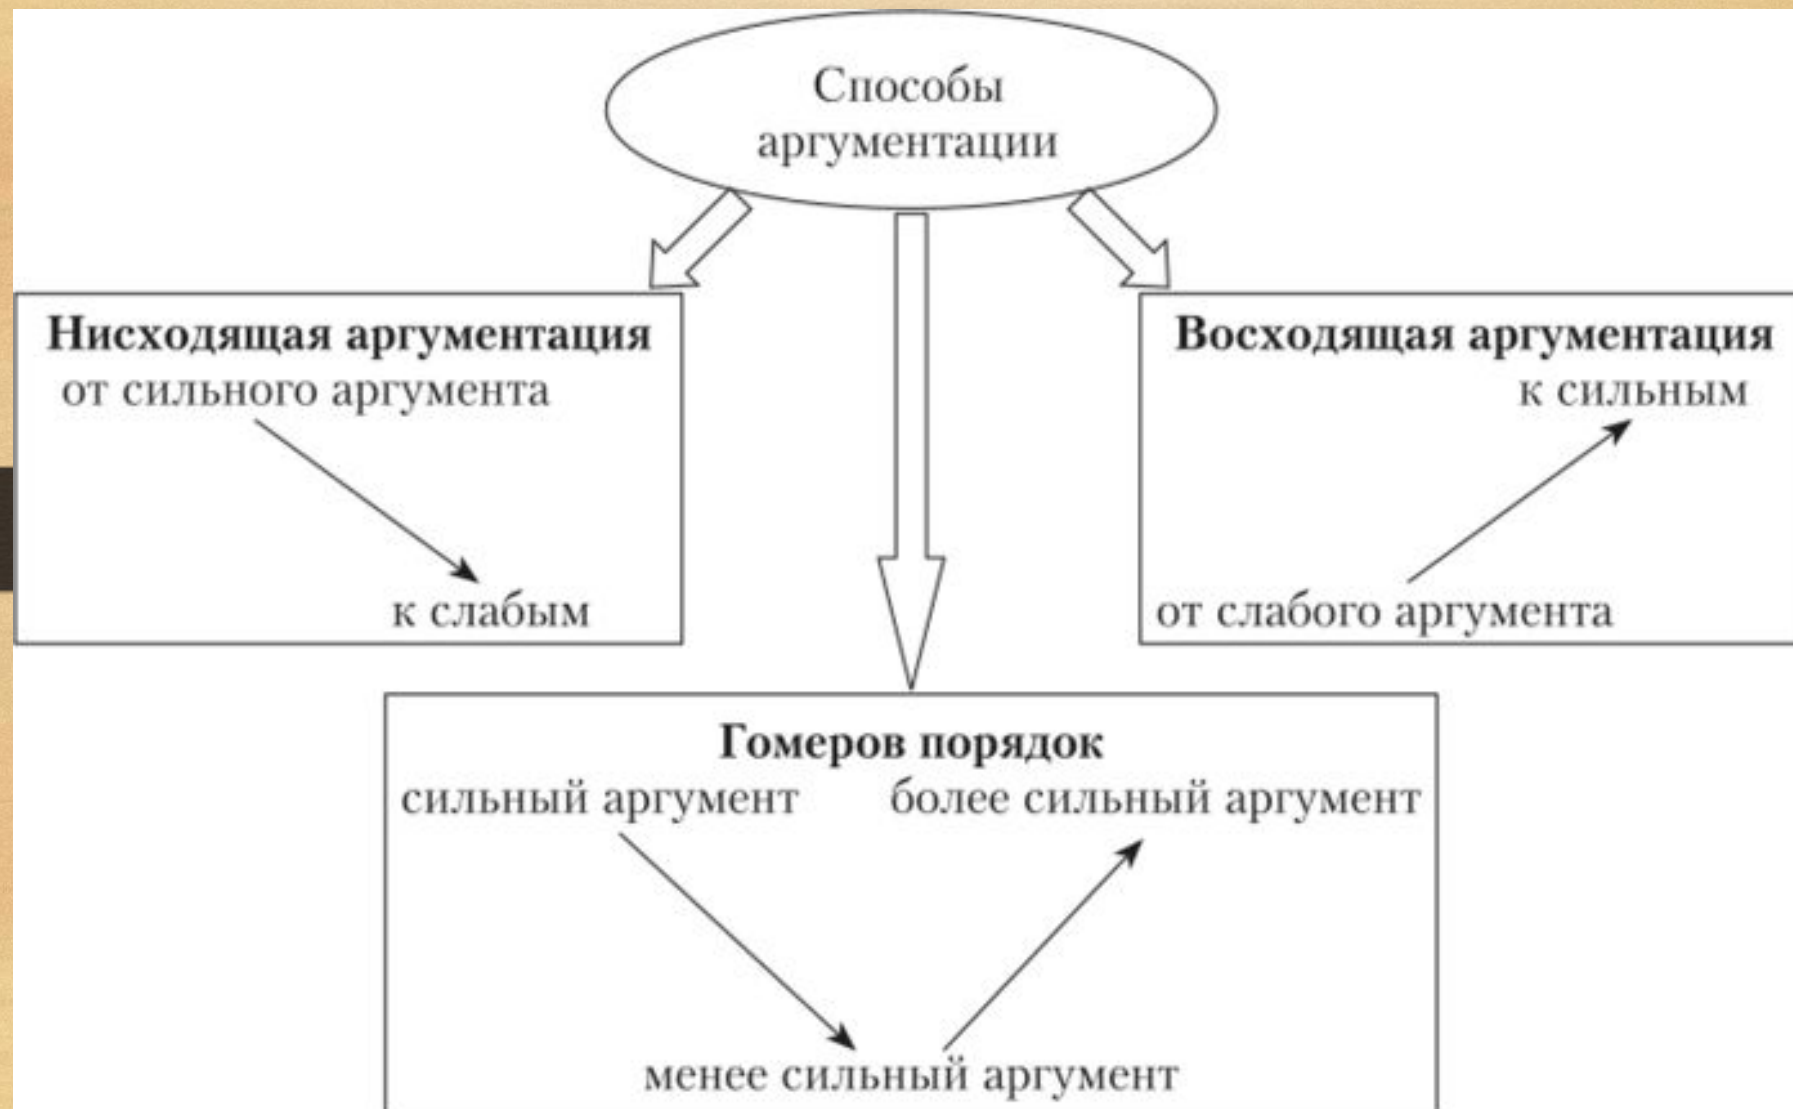 Способы
аргументации
Нисходящая аргументация
от сильного аргумента
к слабым
Восходящая аргументация
к сильным
от слабого аргумента
Гомеров порядок
сильный аргумент
более сильный аргумент
менее сильный аргумент